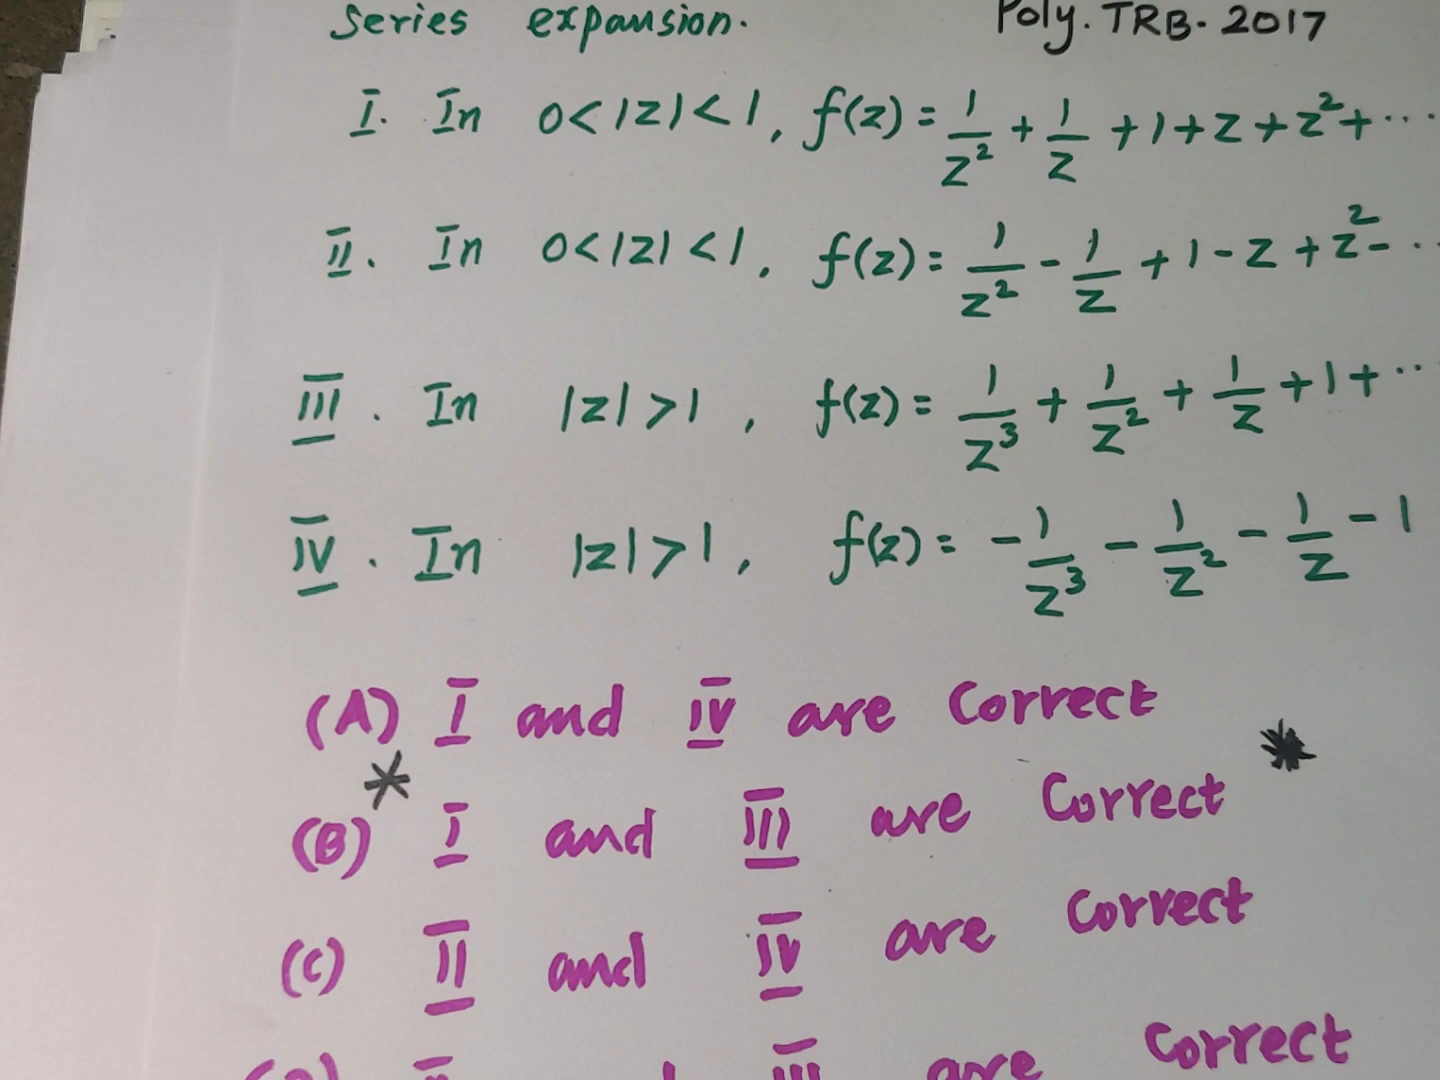 Series expansion. Poly. TRB. 2017
I. In 0<|z|<1, f(z) = 1/z² + 1/z + 1 + z + z² + ...
II. In 0<|z|<1, f(z) = 1/z² - 1/z + 1 - z + z² - ..
III. In |z|>1, f(z) = 1/z³ + 1/z² + 1/z + 1 + ..
IV. In |z|>1, f(z) = -1/z³ - 1/z² - 1/z - 1
(A) I and IV are correct
* (B) I and III are correct *
(C) II and IV are correct
III are correct